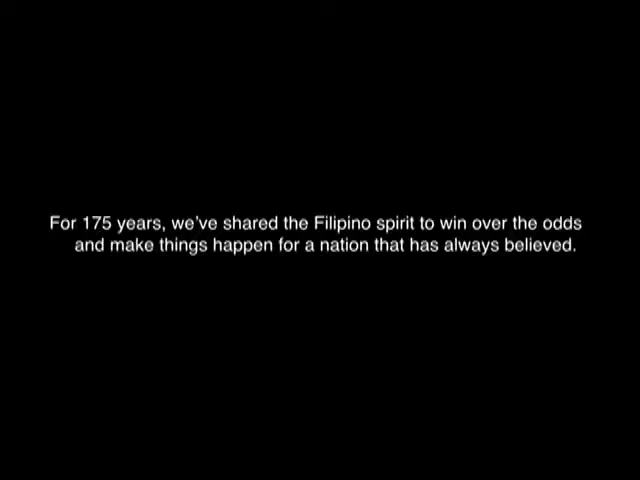 For 175 years, we've shared the Filipino spirit to win over the odds
and make things happen for a nation that has always believed.